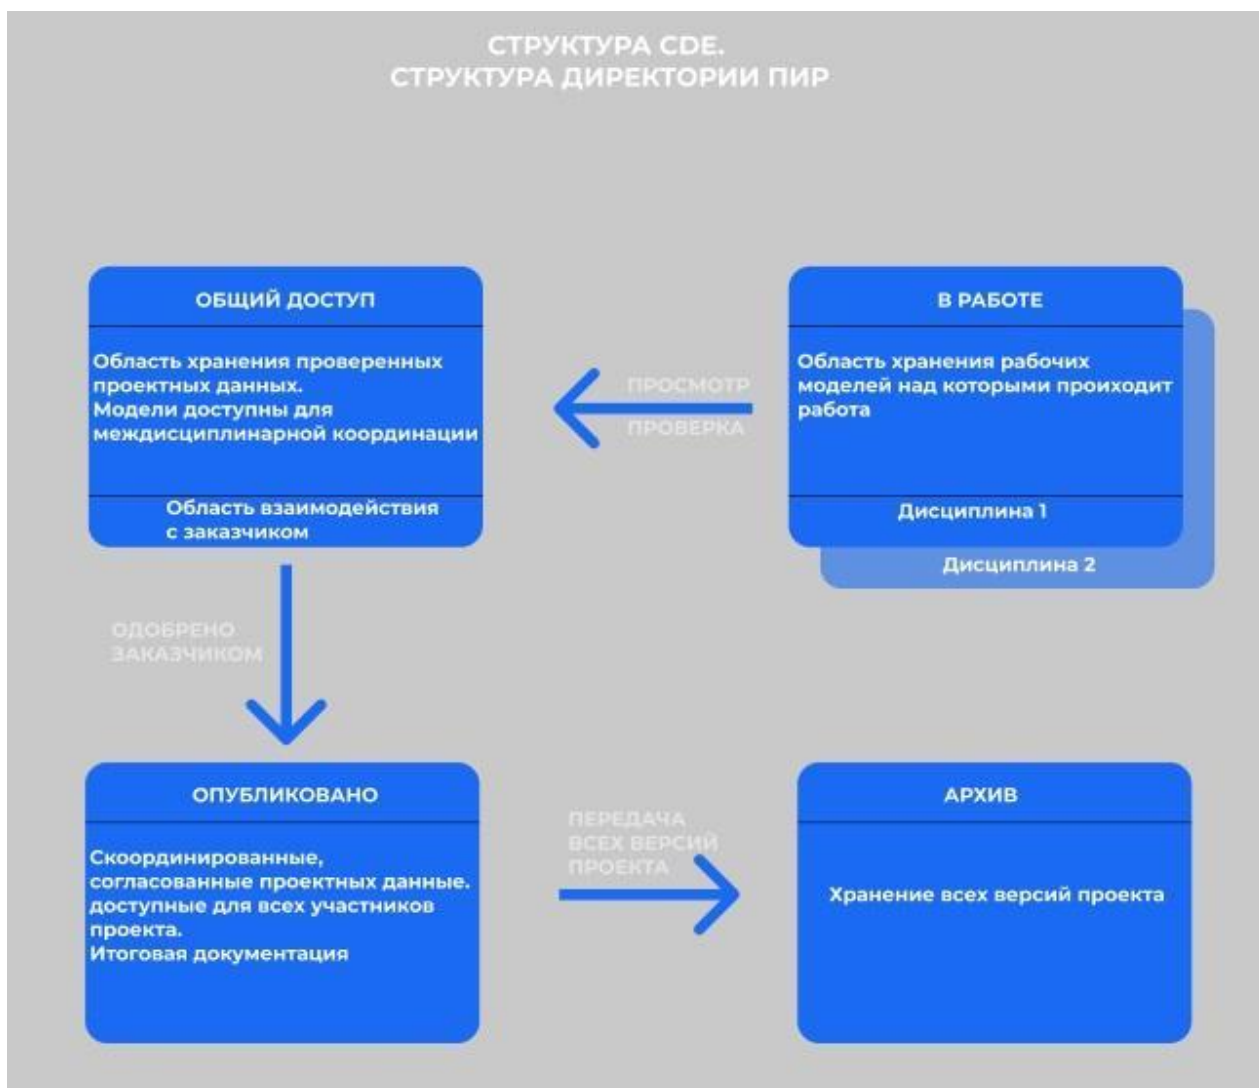 СТРУКТУРА CDE.
СТРУКТУРА ДИРЕКТОРИИ ПИР
ОБЩИЙ ДОСТУП
Область хранения проверенных
проектных данных.
Модели доступны для
междисциплинарной координации
Область взаимодействия
с заказчиком
ПРОСМОТР
ПРОВЕРКА
В РАБОТЕ
Область хранения рабочих
моделей над которыми проиходит
работа
Дисциплина 1
Дисциплина 2
ОДОБРЕНО
ЗАКАЗЧИКОМ
ОПУБЛИКОВАНО
Скоординированные,
согласованные проектных данные.
доступные для всех участников
проекта.
Итоговая документация
ПЕРЕДАЧА
ВСЕХ ВЕРСИЙ
ПРОЕКТА
АРХИВ
Хранение всех версий проекта